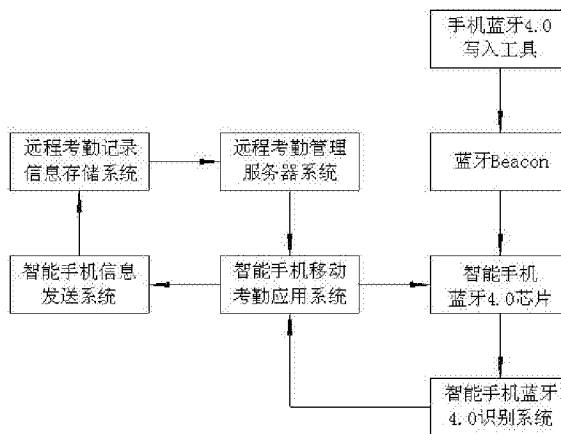 手机蓝牙4.0
写入工具
远程考勤记录
信息存储系统
远程考勤管理
服务器系统
蓝牙Beacon
智能手机信息
发送系统
智能手机移动
考勤应用系统
智能手机
蓝牙4.0芯片
智能手机蓝牙
4.0识别系统